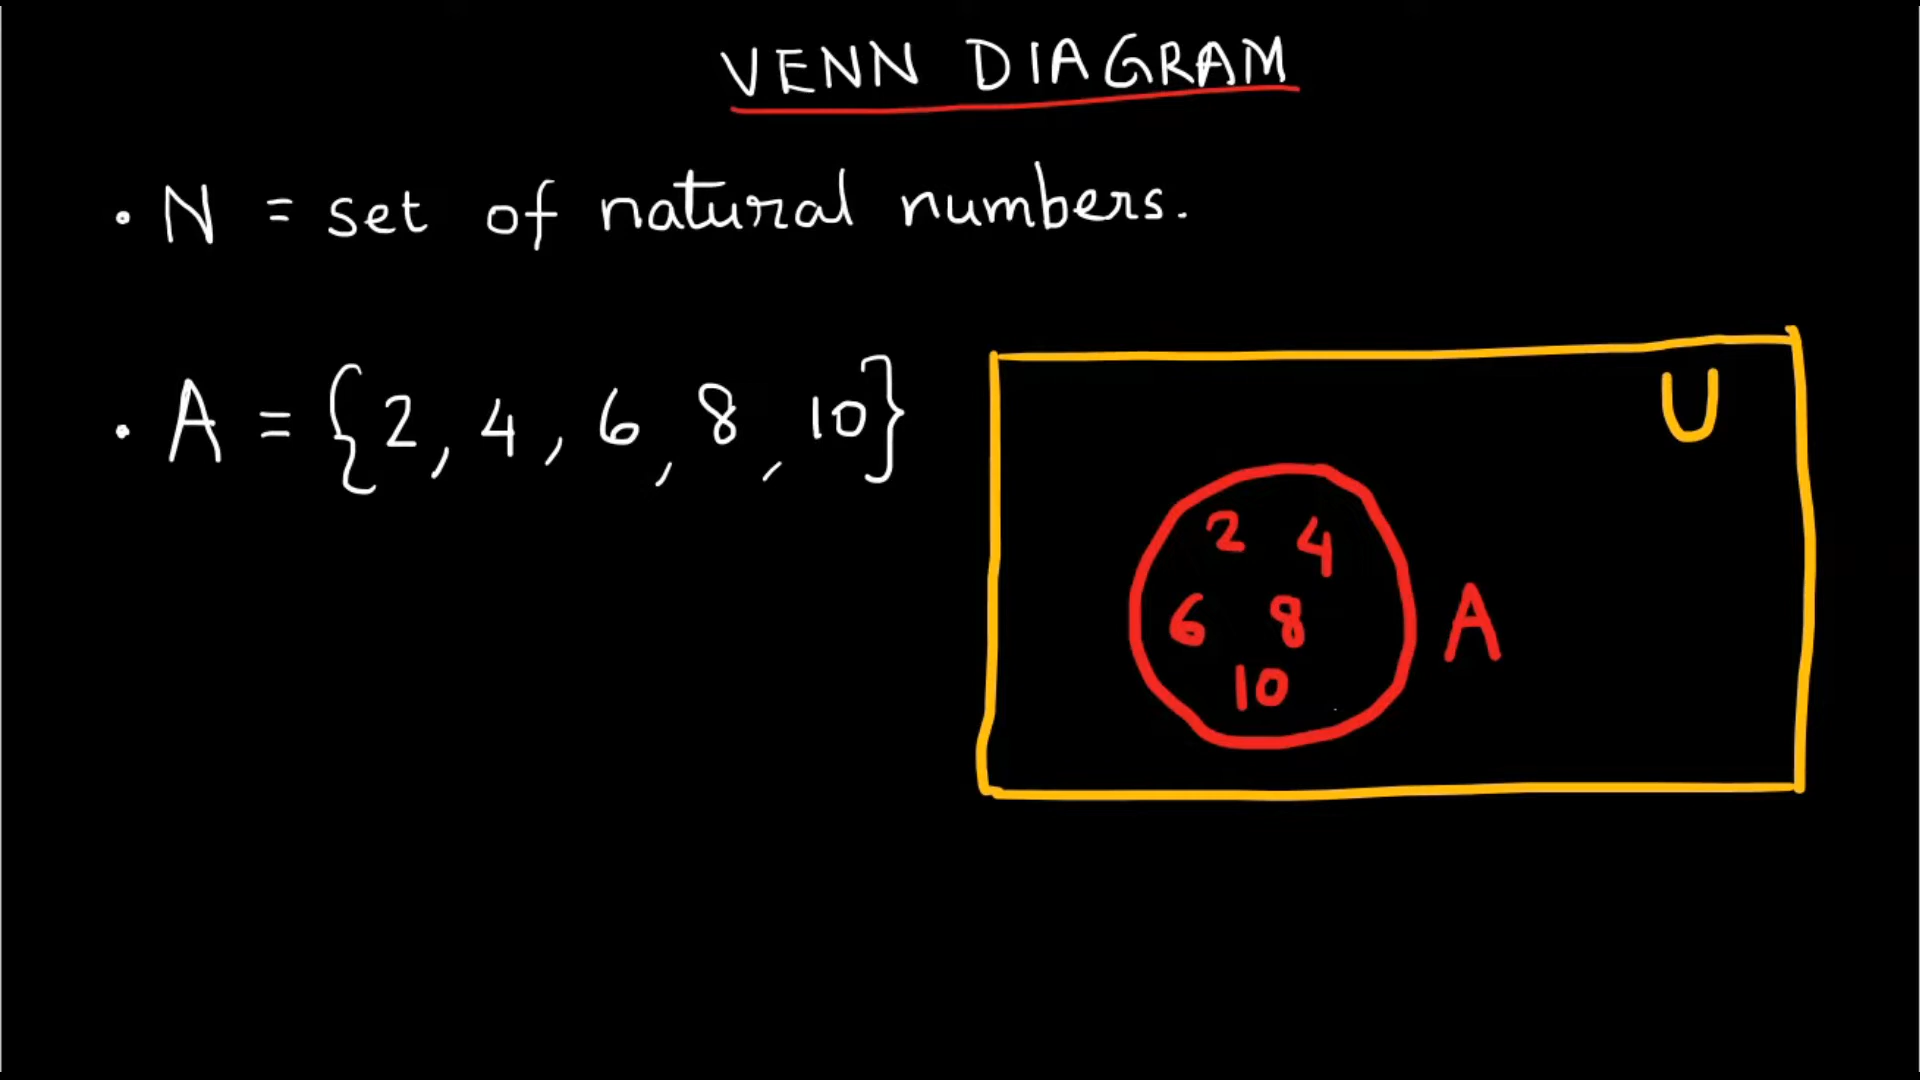 VENN DIAGRAM
• N = set of natural numbers.
• A = {2, 4, 6, 8, 10}
U
2 4
6 8
A
10